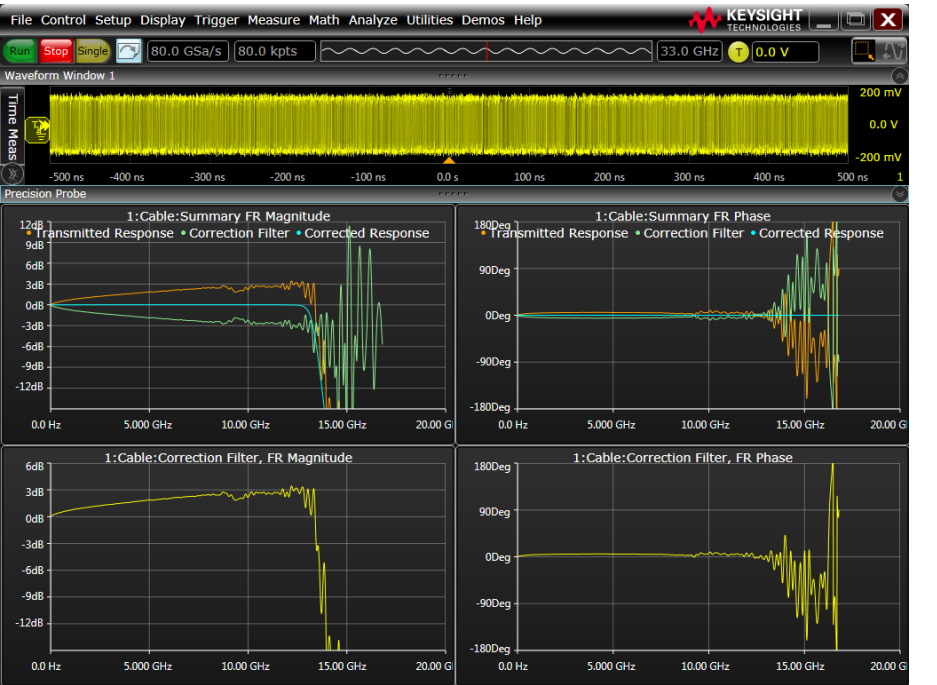 File Control Setup Display Trigger Measure Math Analyze Utilities Demos Help
KEYSIGHT
TECHNOLOGIES
Run Stop Single 80.0 GSa/s 80.0 kpts 33.0 GHz T 0.0 V
Waveform Window 1
Time Meas
200 mV
0.0 V
-200 mV
-500 ns -400 ns -300 ns -200 ns -100 ns 0.0 s 100 ns 200 ns 300 ns 400 ns 500 ns 1
Precision Probe
1:Cable:Summary FR Magnitude
Transmitted Response • Correction Filter • Corrected Response
12dB
9dB
6dB
3dB
0dB
-3dB
-6dB
-9dB
-12dB
0.0 Hz 5.000 GHz 10.00 GHz 15.00 GHz 20.00 G
1:Cable:Summary FR Phase
Transmitted Response • Correction Filter • Corrected Response
180Deg
90Deg
0Deg
-90Deg
-180Deg
0.0 Hz 5.000 GHz 10.00 GHz 15.00 GHz 20.00 G
1:Cable:Correction Filter, FR Magnitude
6dB
3dB
0dB
-3dB
-6dB
-9dB
-12dB
0.0 Hz 5.000 GHz 10.00 GHz 15.00 GHz 20.00 G
1:Cable:Correction Filter, FR Phase
180Deg
90Deg
0Deg
-90Deg
-180Deg
0.0 Hz 5.000 GHz 10.00 GHz 15.00 GHz 20.00 G